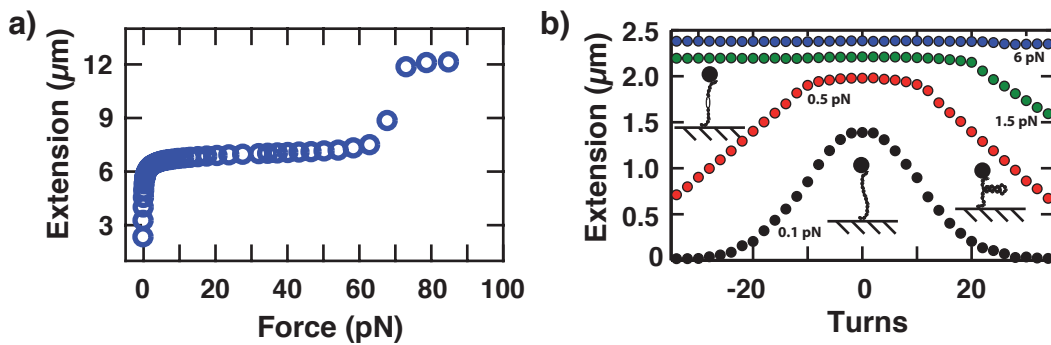 a)
Extension (µm)
12
9
6
3
0
20
40
60
80
100
Force (pN)
b)
Extension (µm)
2.5
2.0
1.5
1.0
0.5
0
6 pN
0.5 pN
1.5 pN
0.1 pN
-20
0
20
Turns